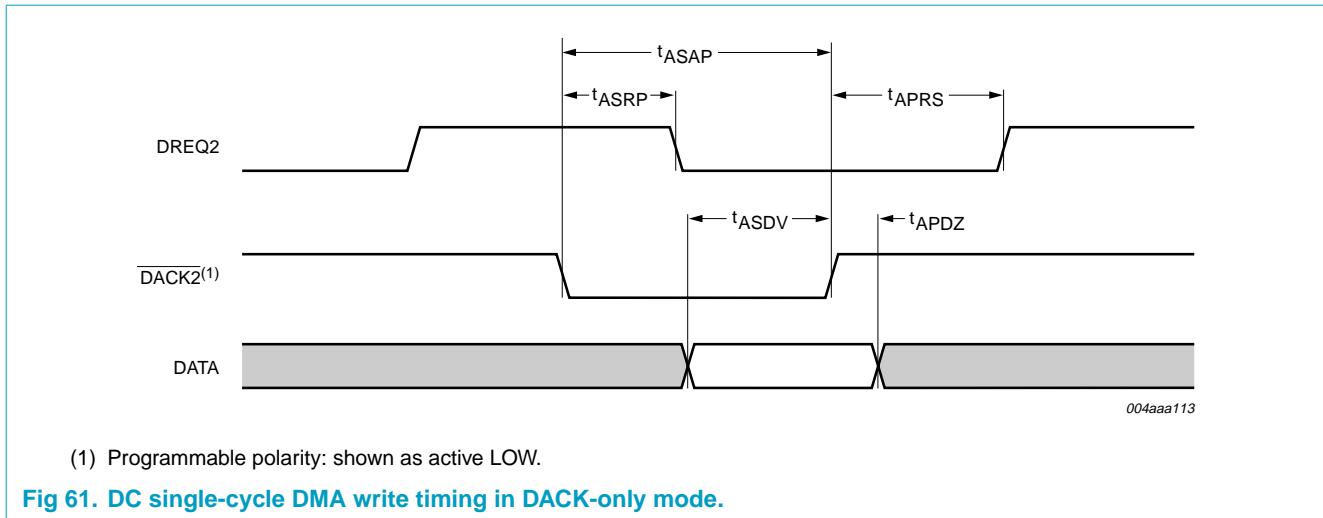 tASAP
tASRP
tAPRS
DREQ2
tASDV
tAPDZ
DACK2(1)
DATA
004aaa113
(1) Programmable polarity: shown as active LOW.
Fig 61. DC single-cycle DMA write timing in DACK-only mode.